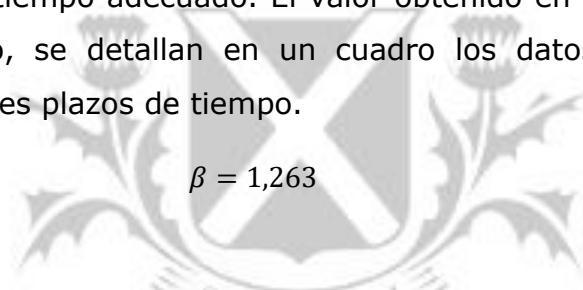 tiempo adecuado. El valor obtenido en
, se detallan en un cuadro los dato
es plazos de tiempo.
β = 1,263